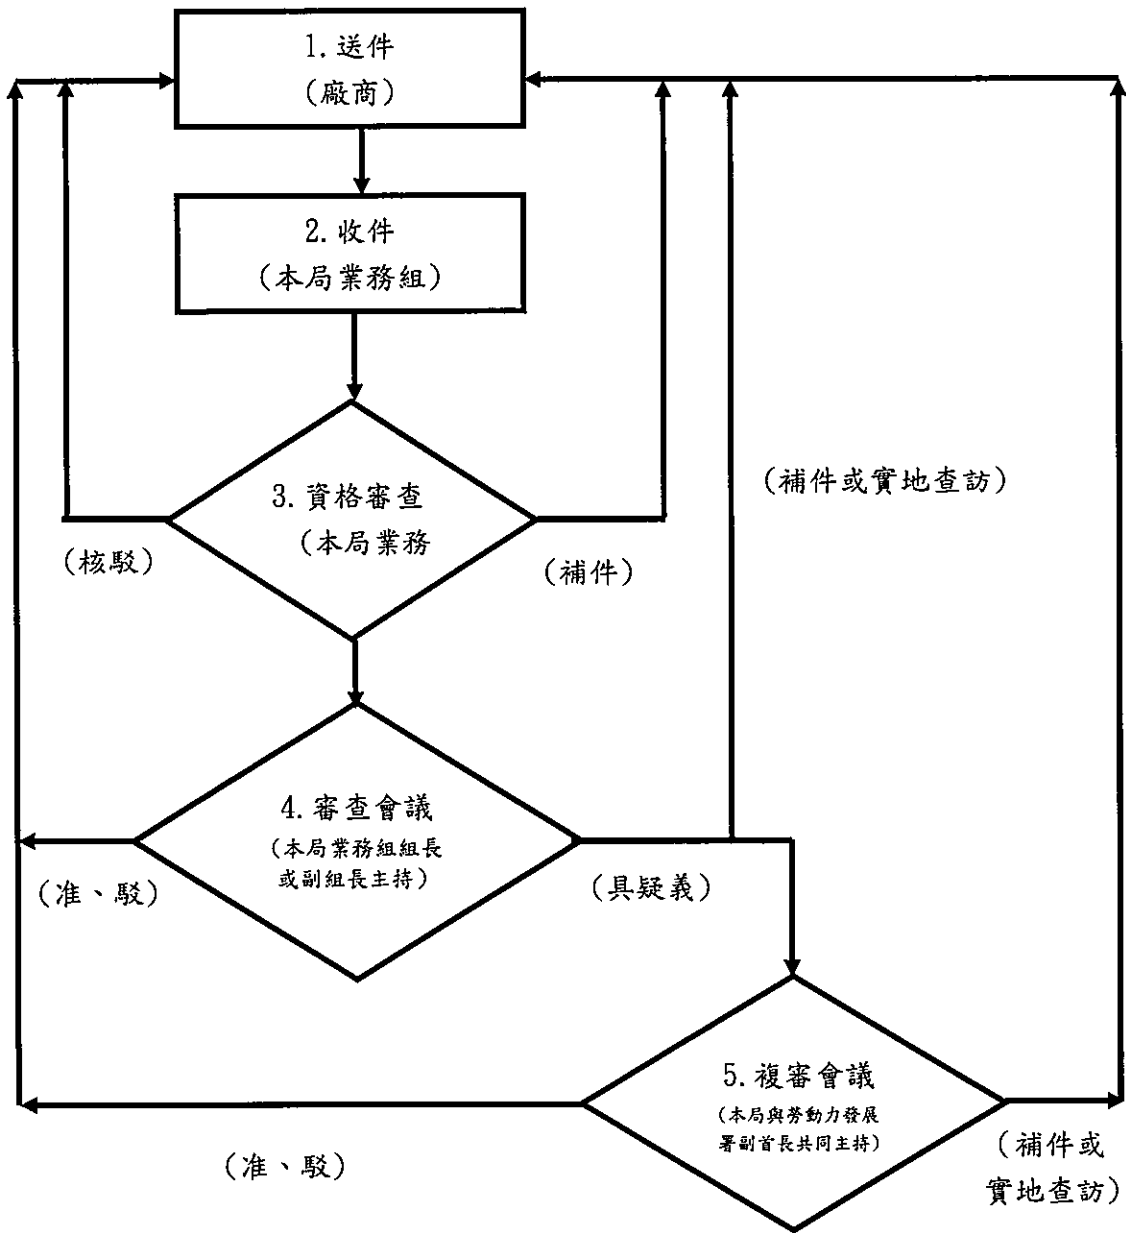 1.送件
(廠商)
2.收件
(本局業務組)
3.資格審查
(本局業務
(核駁)
(補件)
(補件或實地查訪)
4.審查會議
(本局業務組組長
或副組長主持)
(准、駁)
(具疑義)
5.複審會議
(本局與勞動力發展
署副首長共同主持)
(准、駁)
(補件或
實地查訪)